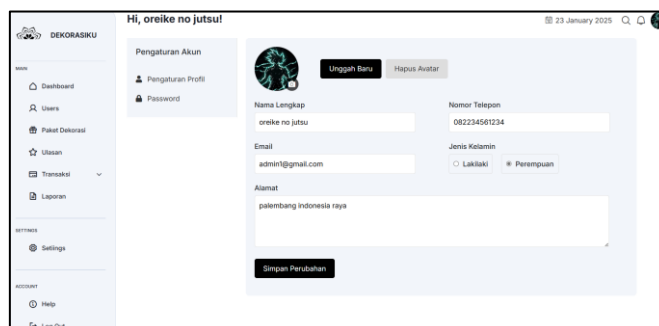 DEKORASIKU
Hi, oreike no jutsu!
23 January 2025
MAIN
Dashboard
Users
Paket Dekorasi
Ulasan
Transaksi
Laporan
SETTINGS
Settings
ACCOUNT
Help
Log Out
Pengaturan Akun
Pengaturan Profil
Password
Unggah Baru
Hapus Avatar
Nama Lengkap
oreike no jutsu
Nomor Telepon
082234561234
Email
admin1@gmail.com
Jenis Kelamin
Lakilaki
Perempuan
Alamat
palembang indonesia raya
Simpan Perubahan